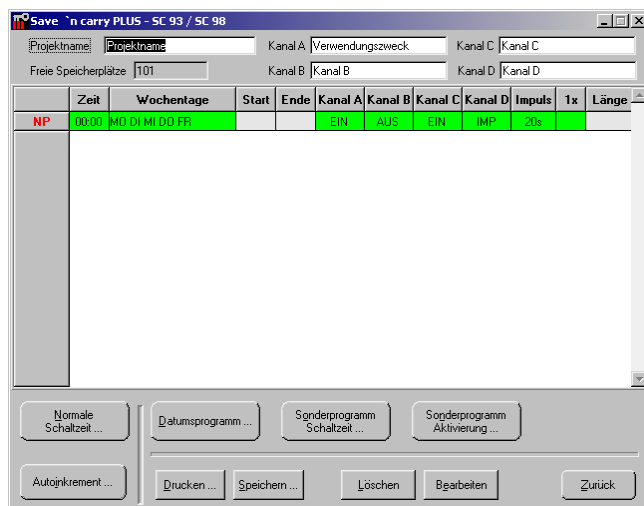 Save `n carry PLUS - SC 93 / SC 98
Projektname Projektname Kanal A Verwendungszweck Kanal C Kanal C
Freie Speicherplätze 101 Kanal B Kanal B Kanal D Kanal D
Zeit Wochentage Start Ende Kanal A Kanal B Kanal C Kanal D Impuls 1x Länge
NP 00:00 MO DI MI DO FR EIN AUS EIN IMP 20s
Normale Schaltzeit ...
Datumsprogramm ...
Sonderprogramm Schaltzeit ...
Sonderprogramm Aktivierung ...
Autoinkrement ... Drucken ... Speichern ... Löschen Bearbeiten Zurück